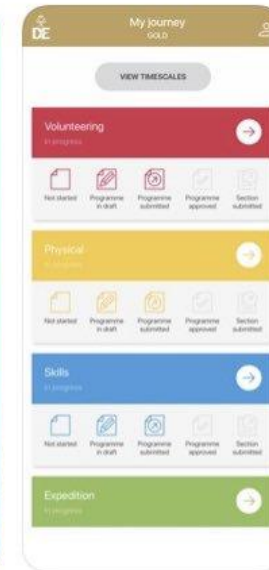 DE
My journey
GOLD
VIEW TIMESCALES
Volunteering
In progress
Not started
Programme in draft
Programme submitted
Programme approved
Section submitted
Physical
In progress
Not started
Programme in draft
Programme submitted
Programme approved
Section submitted
Skills
In progress
Not started
Programme in draft
Programme submitted
Programme approved
Section submitted
Expedition
In progress